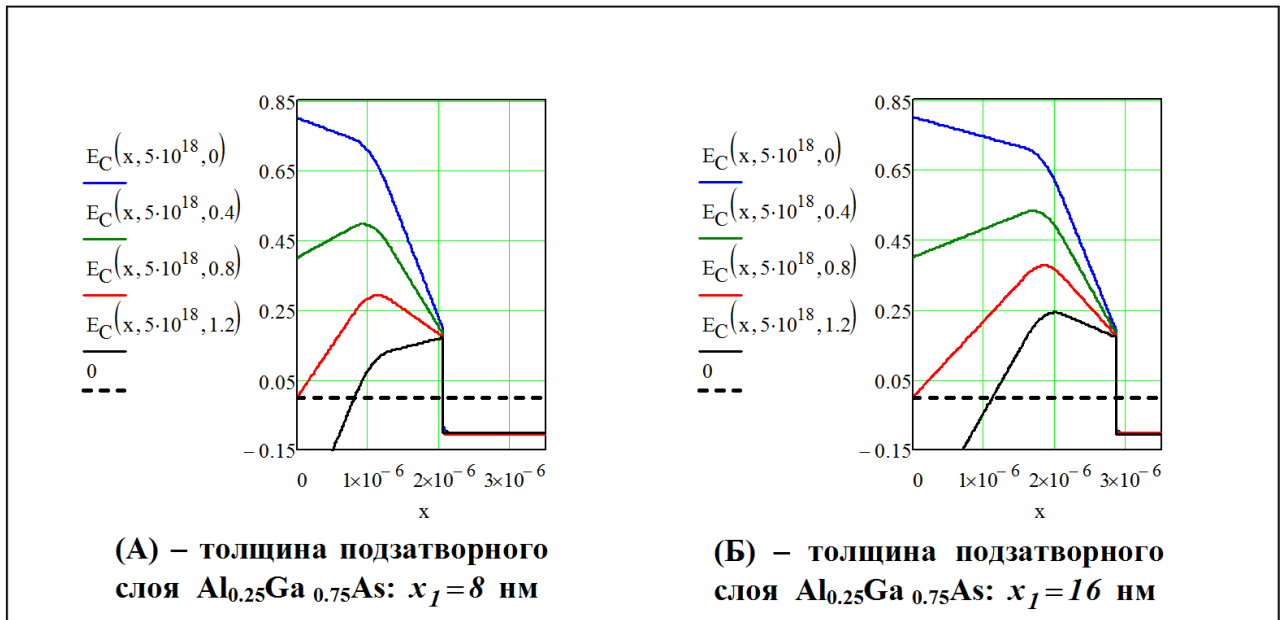 0.85
0.65
0.45
0.25
0.05
− 0.15
E_C(x, 5·10^18, 0)
E_C(x, 5·10^18, 0.4)
E_C(x, 5·10^18, 0.8)
E_C(x, 5·10^18, 1.2)
0
0 1×10^−6 2×10^−6 3×10^−6
x
(А) – толщина подзатворного
слоя Al0.25Ga 0.75As: x1=8 нм
0.85
0.65
0.45
0.25
0.05
− 0.15
E_C(x, 5·10^18, 0)
E_C(x, 5·10^18, 0.4)
E_C(x, 5·10^18, 0.8)
E_C(x, 5·10^18, 1.2)
0
0 1×10^−6 2×10^−6 3×10^−6
x
(Б) – толщина подзатворного
слоя Al0.25Ga 0.75As: x1=16 нм